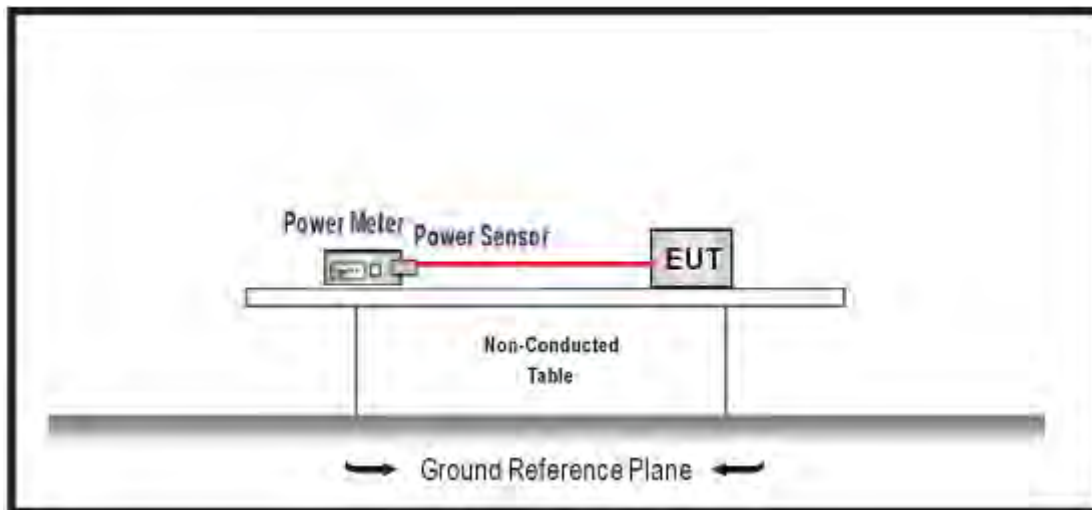 Power Meter
Power Sensor
EUT
Non-Conducted
Table
Ground Reference Plane